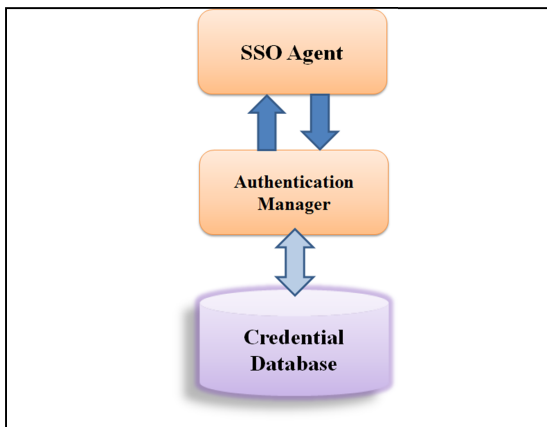 SSO Agent
Authentication
Manager
Credential
Database